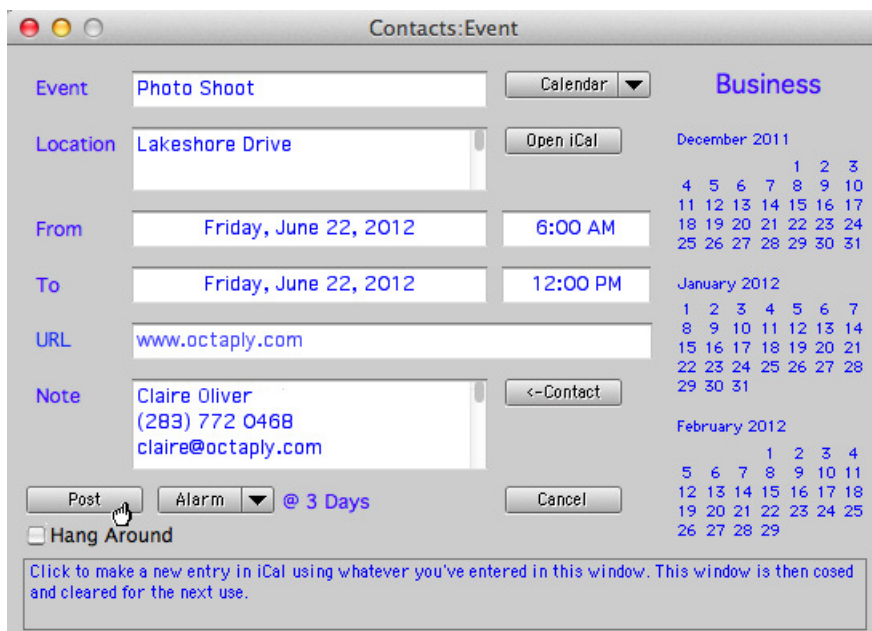 Contacts:Event
Event Photo Shoot Calendar
Business
Location Lakeshore Drive Open iCal
From Friday, June 22, 2012 6:00 AM
To Friday, June 22, 2012 12:00 PM
URL www.octaply.com
Note Claire Oliver <-Contact
(283) 772 0468
claire@octaply.com
Post Alarm @ 3 Days Cancel
Hang Around
December 2011
1 2 3
4 5 6 7 8 9 10
11 12 13 14 15 16 17
18 19 20 21 22 23 24
25 26 27 28 29 30 31
January 2012
1 2 3 4 5 6 7
8 9 10 11 12 13 14
15 16 17 18 19 20 21
22 23 24 25 26 27 28
29 30 31
February 2012
1 2 3 4
5 6 7 8 9 10 11
12 13 14 15 16 17 18
19 20 21 22 23 24 25
26 27 28 29
Click to make a new entry in iCal using whatever you've entered in this window. This window is then cosed
and cleared for the next use.